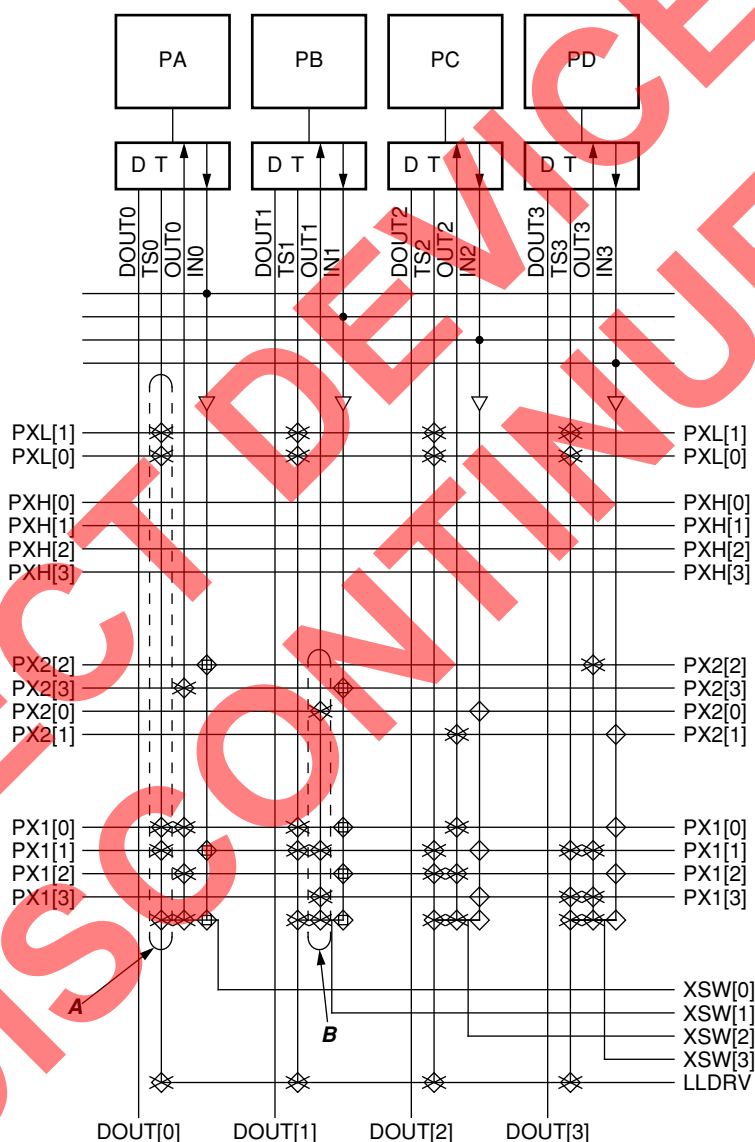 PA PB PC PD
D T D T D T D T
DOUT0 TS0 OUT0 IN0 DOUT1 TS1 OUT1 IN1 DOUT2 TS2 OUT2 IN2 DOUT3 TS3 OUT3 IN3
PXL[1] PXL[1]
PXL[0] PXL[0]
PXH[0] PXH[0]
PXH[1] PXH[1]
PXH[2] PXH[2]
PXH[3] PXH[3]
PX2[2] PX2[2]
PX2[3] PX2[3]
PX2[0] PX2[0]
PX2[1] PX2[1]
PX1[0] PX1[0]
PX1[1] PX1[1]
PX1[2] PX1[2]
PX1[3] PX1[3]
XSW[0]
A
XSW[1]
B
XSW[2]
XSW[3]
LLDRV
DOUT[0] DOUT[1] DOUT[2] DOUT[3]
ECT DEVICE
DISCONTINUE